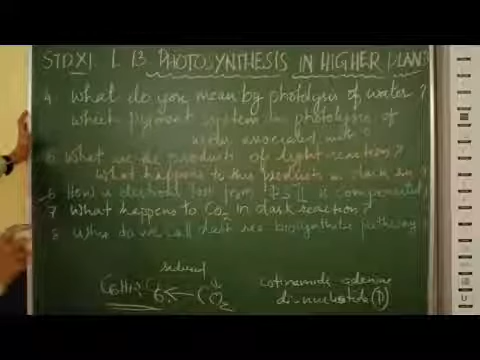 STD XI L 13 PHOTOSYNTHESIS IN HIGHER PLANTS
4 What do you mean by photolysis of water?
Which pigment system photolysis of
water associated with?
5 What are the products of light reaction?
What happens to this products in dark
6 How is electrons lost from PS II is compensated
7 What happens to CO2 in dark reaction?
8 Why do we call dark biosynthetic pathway
reduced
C6H12O6 ← CO2
cotinamide adenine
di-nucleotide (P)